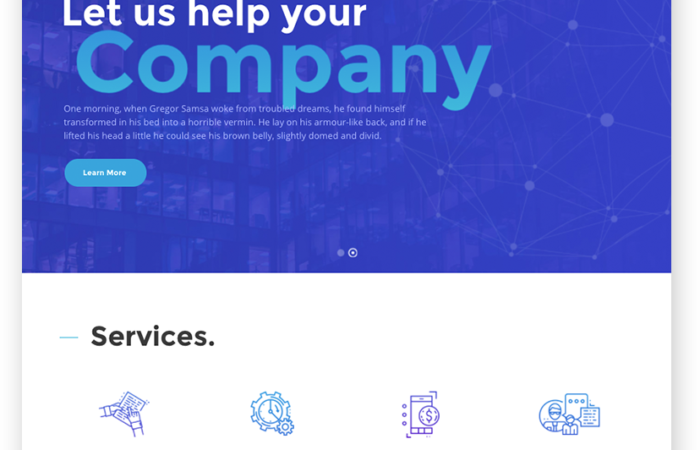 Let us help your
Company
One morning, when Gregor Samsa woke from troubled dreams, he found himself
transformed in his bed into a horrible vermin. He lay on his armour-like back, and if he
lifted his head a little he could see his brown belly, slightly domed and divid.
Learn More
Services.